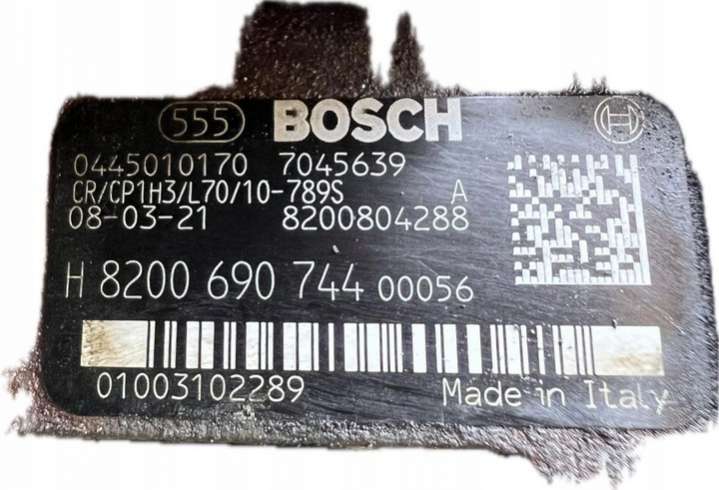 555 BOSCH
0445010170 7045639
CR/CP1H3/L70/10-789S A
08-03-21 8200804288
H 8200 690 744 00056
01003102289 Made in Italy